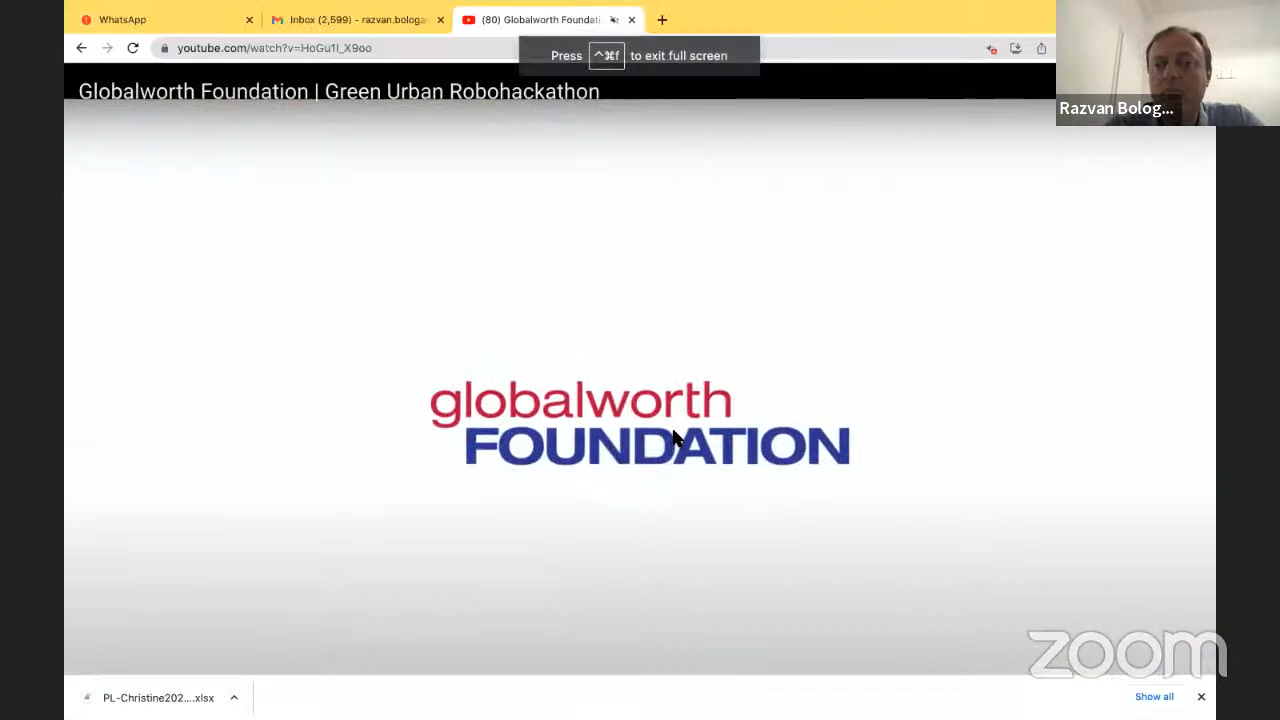 WhatsApp
Inbox (2,599) - razvan.bologa
(80) Globalworth Foundati
youtube.com/watch?v=HoGu1I_X9oo
Press ^⌘f to exit full screen
Globalworth Foundation | Green Urban Robohackathon
Razvan Bolog...
globalworth
FOUNDATION
zoom
PL-Christine202....xlsx
Show all